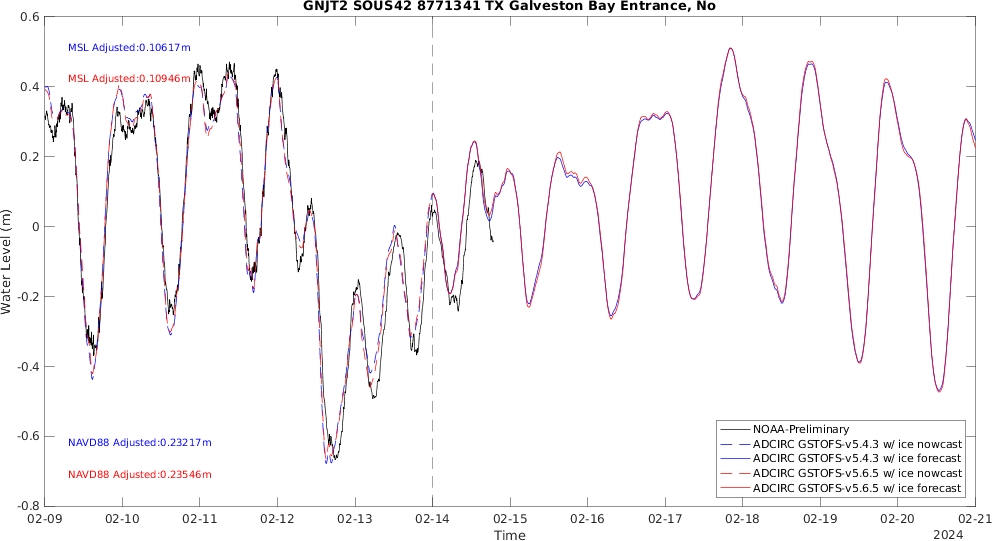 GNJT2 SOUS42 8771341 TX Galveston Bay Entrance, No
0.6
0.4
0.2
0
-0.2
-0.4
-0.6
-0.8
Water Level (m)
MSL Adjusted:0.10617m
MSL Adjusted:0.10946m
NAVD88 Adjusted:0.23217m
NAVD88 Adjusted:0.23546m
NOAA-Preliminary
ADCIRC GSTOFS-v5.4.3 w/ ice nowcast
ADCIRC GSTOFS-v5.4.3 w/ ice forecast
ADCIRC GSTOFS-v5.6.5 w/ ice nowcast
ADCIRC GSTOFS-v5.6.5 w/ ice forecast
02-09 02-10 02-11 02-12 02-13 02-14 02-15 02-16 02-17 02-18 02-19 02-20 02-21
Time
2024